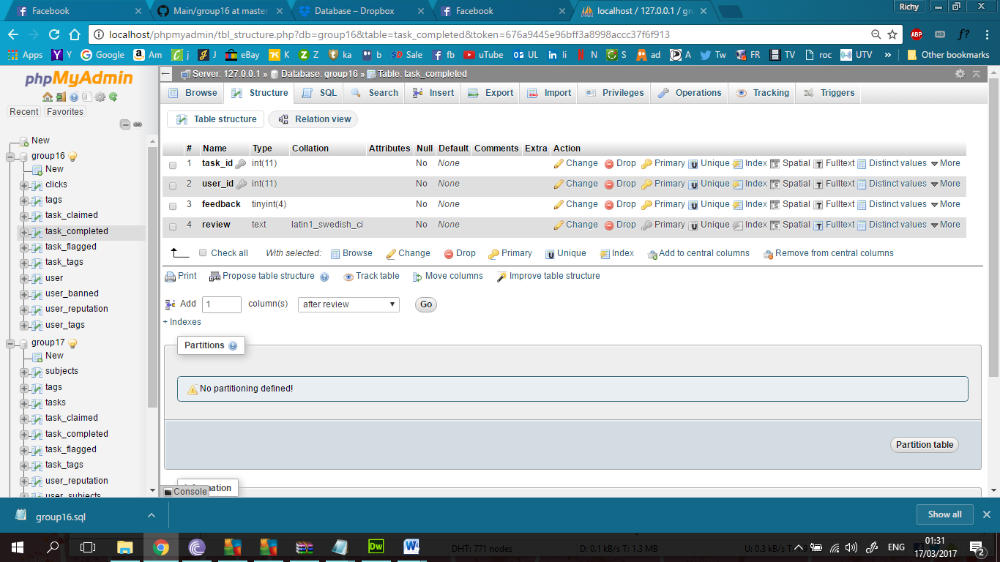 Facebook
Main/group16 at master
Database – Dropbox
Facebook
localhost / 127.0.0.1 / gro
Richy
localhost/phpmyadmin/tbl_structure.php?db=group16&table=task_completed&token=676a9445e96bff3a8998accc37f6f913
ABP
HD
f?
Apps Y Google Am j J eBay K Z ka b Sale fb uTube UL li N S ad A Tw FR TV roc UTV » Other bookmarks
phpMyAdmin
Recent Favorites
New
group16
New
clicks
tags
task_claimed
task_completed
task_flagged
task_tags
user
user_banned
user_reputation
user_tags
group17
New
subjects
tags
tasks
task_claimed
task_completed
task_flagged
task_tags
user_reputation
user_subjects
Server: 127.0.0.1 » Database: group16 » Table: task_completed
Browse Structure SQL Search Insert Export Import Privileges Operations Tracking Triggers
Table structure Relation view
# Name Type Collation Attributes Null Default Comments Extra Action
1 task_id int(11) No None Change Drop Primary Unique Index Spatial Fulltext Distinct values More
2 user_id int(11) No None Change Drop Primary Unique Index Spatial Fulltext Distinct values More
3 feedback tinyint(4) No None Change Drop Primary Unique Index Spatial Fulltext Distinct values More
4 review text latin1_swedish_ci No None Change Drop Primary Unique Index Spatial Fulltext Distinct values More
Check all With selected: Browse Change Drop Primary Unique Index Add to central columns Remove from central columns
Print Propose table structure Track table Move columns Improve table structure
Add 1 column(s) after review Go
+ Indexes
Partitions
No partitioning defined!
Partition table
Console
group16.sql
Show all
Dw
DHT: 771 nodes D: 0.1 kB/s T: 1.3 MB U: 0.3 kB/s T:
ENG
01:31
17/03/2017
2